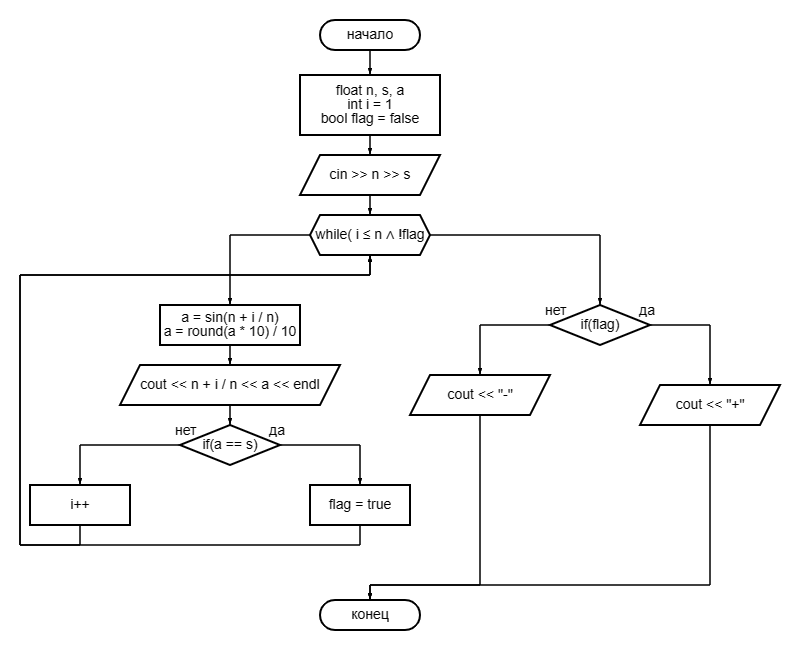 начало
float n, s, a
int i = 1
bool flag = false
cin >> n >> s
while( i ≤ n ∧ !flag
a = sin(n + i / n)
a = round(a * 10) / 10
cout << n + i / n << a << endl
нет
if(a == s)
да
i++
flag = true
нет
if(flag)
да
cout << "-"
cout << "+"
конец